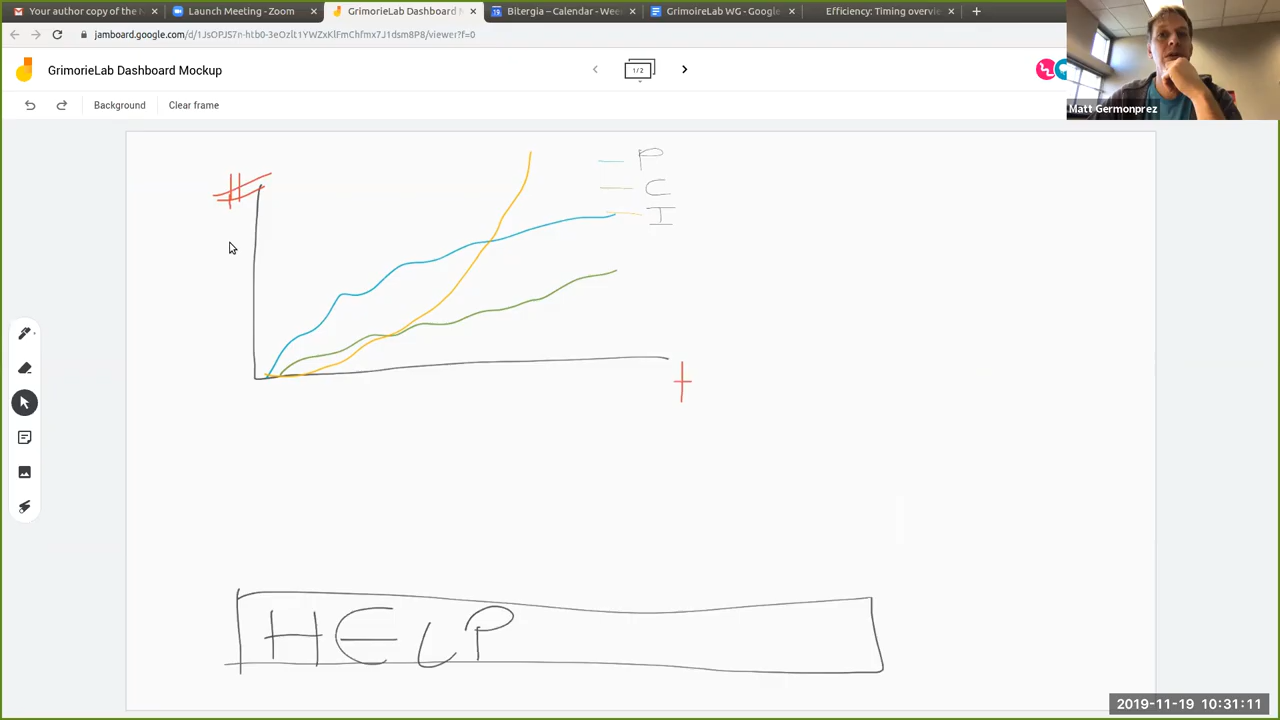 Your author copy of the M
Launch Meeting - Zoom
GrimorieLab Dashboard M
Bitergia – Calendar - Wee
GrimoireLab WG - Google
Efficiency: Timing overvie
jamboard.google.com/d/1JsOPJS7n-htb0-3eOzlt1YWZxKlFmChfmx7J1dsm8P8/viewer?f=0
GrimorieLab Dashboard Mockup
1/2
Background
Clear frame
Matt Germonprez
#
P
C
I
t
HELP
2019-11-19 10:31:11